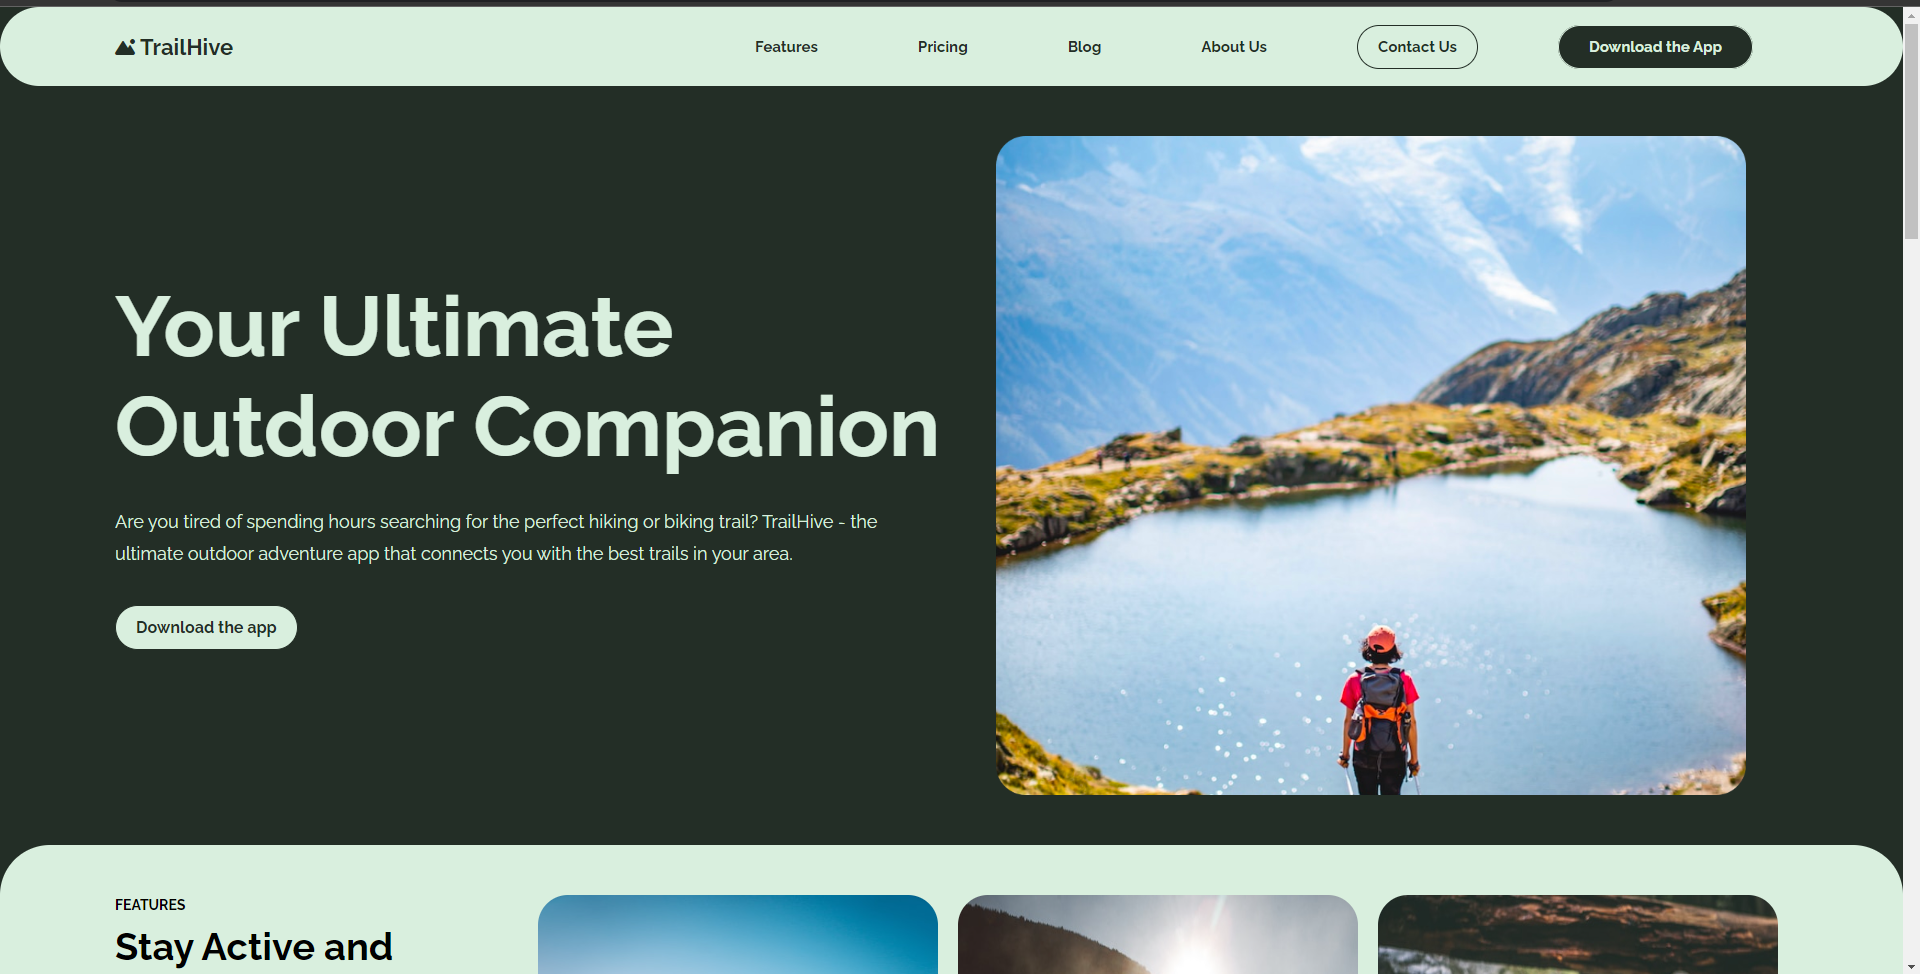 TrailHive
Features
Pricing
Blog
About Us
Contact Us
Download the App
Your Ultimate
Outdoor Companion
Are you tired of spending hours searching for the perfect hiking or biking trail? TrailHive - the
ultimate outdoor adventure app that connects you with the best trails in your area.
Download the app
FEATURES
Stay Active and